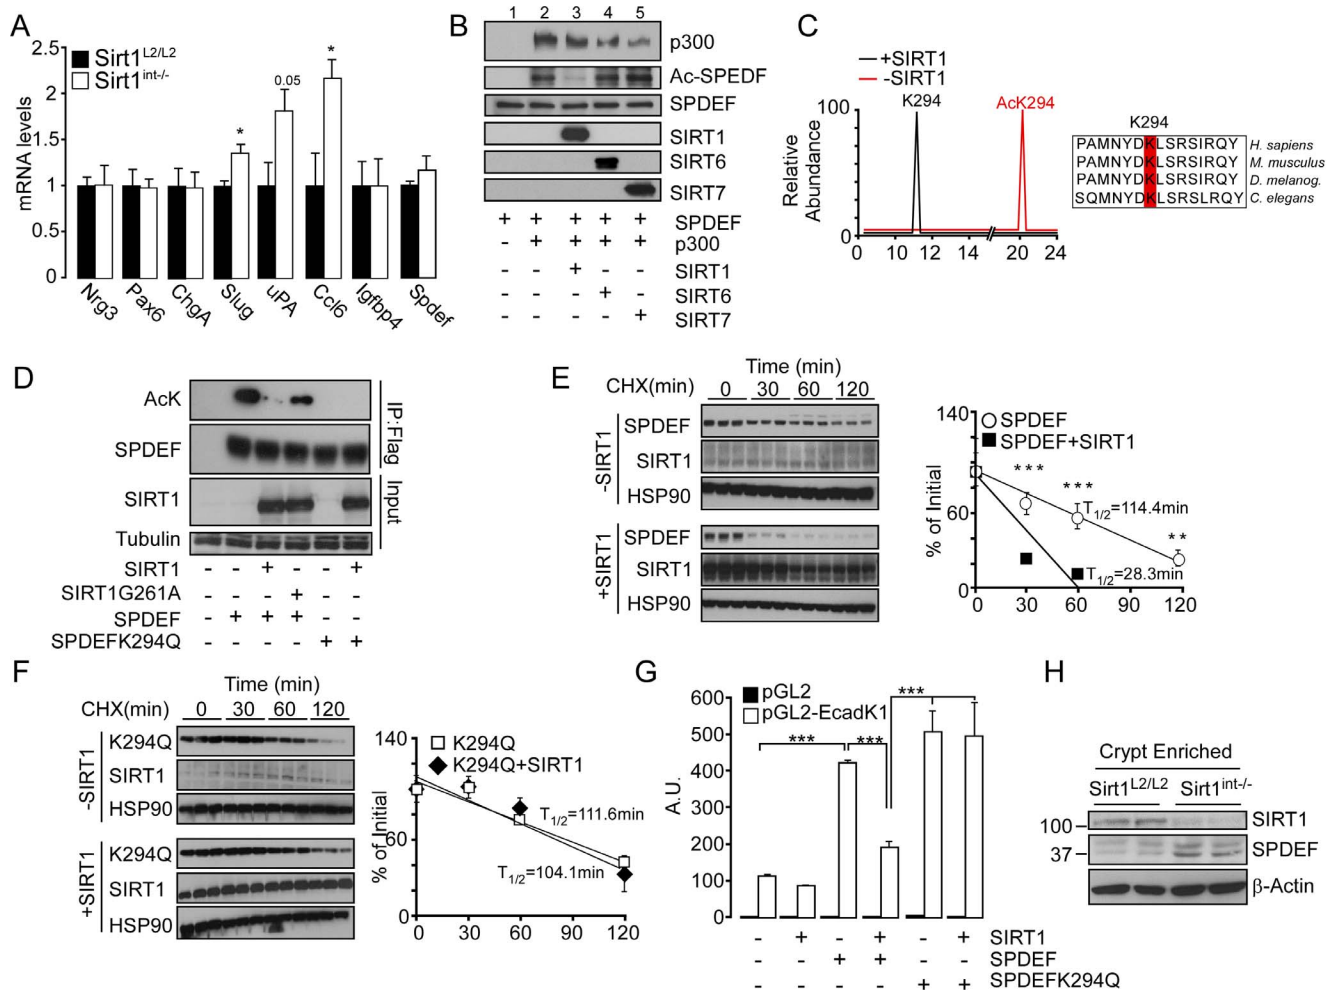 A
2.5
2
1.5
1
0.5
0
mRNA levels
Sirt1L2/L2
Sirt1int-/-
*
0.05
*
Nrg3
Pax6
ChgA
Slug
uPA
Ccl6
Igfbp4
Spdef
B
1 2 3 4 5
p300
Ac-SPEDF
SPDEF
SIRT1
SIRT6
SIRT7
+ + + + + SPDEF
- + + + + p300
- - + - - SIRT1
- - - + - SIRT6
- - - - + SIRT7
C
+SIRT1
-SIRT1
K294
AcK294
100
0
Relative
Abundance
0 10 12 14 20 24
K294
PAMNYDKLSRSIRQY H. sapiens
PAMNYDKLSRSIRQY M. musculus
PAMNYDKLSRSIRQY D. melanog.
SQMNYDKLSRSLRQY C. elegans
D
AcK
SPDEF
SIRT1
Tubulin
IP:Flag
Input
SIRT1 - - + - - +
SIRT1G261A - - - + - -
SPDEF - + + + - -
SPDEFK294Q - - - - + +
E
Time (min)
CHX(min) 0 30 60 120
-SIRT1
SPDEF
SIRT1
HSP90
+SIRT1
SPDEF
SIRT1
HSP90
140
60
0
% of Initial
SPDEF
SPDEF+SIRT1
***
***
**
T1/2=114.4min
T1/2=28.3min
0 30 60 90 120
F
Time (min)
CHX(min) 0 30 60 120
-SIRT1
K294Q
SIRT1
HSP90
+SIRT1
K294Q
SIRT1
HSP90
140
60
0
% of Initial
K294Q
K294Q+SIRT1
T1/2=111.6min
T1/2=104.1min
0 30 60 90 120
G
600
500
400
300
200
100
0
A.U.
pGL2
pGL2-EcadK1
***
***
***
- + - + - + SIRT1
- - + + - - SPDEF
- - - - + + SPDEFK294Q
H
Crypt Enriched
Sirt1L2/L2 Sirt1int-/-
100
37
SIRT1
SPDEF
β-Actin